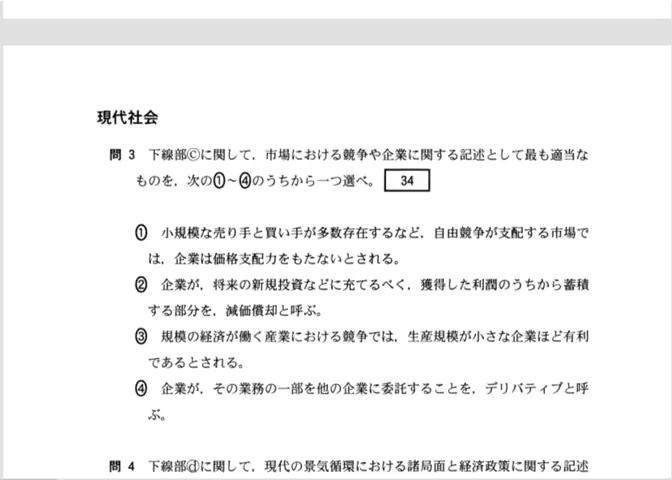 現代社会
問 3 下線部ⓒに関して，市場における競争や企業に関する記述として最も適当な
ものを，次の①～④のうちから一つ選べ。 34
① 小規模な売り手と買い手が多数存在するなど，自由競争が支配する市場で
は，企業は価格支配力をもたないとされる。
② 企業が，将来の新規投資などに充てるべく，獲得した利潤のうちから蓄積
する部分を，減価償却と呼ぶ。
③ 規模の経済が働く産業における競争では，生産規模が小さな企業ほど有利
であるとされる。
④ 企業が，その業務の一部を他の企業に委託することを，デリバティブと呼
ぶ。
問 4 下線部ⓓに関して，現代の景気循環における諸局面と経済政策に関する記述